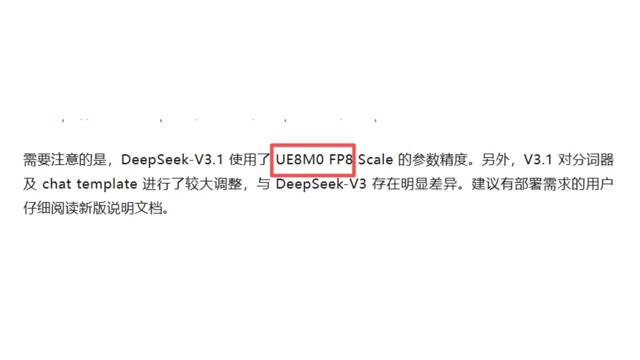 需要注意的是，DeepSeek-V3.1 使用了 UE8M0 FP8 Scale 的参数精度。另外，V3.1 对分词器
及 chat template 进行了较大调整，与 DeepSeek-V3 存在明显差异。建议有部署需求的用户
仔细阅读新版说明文档。